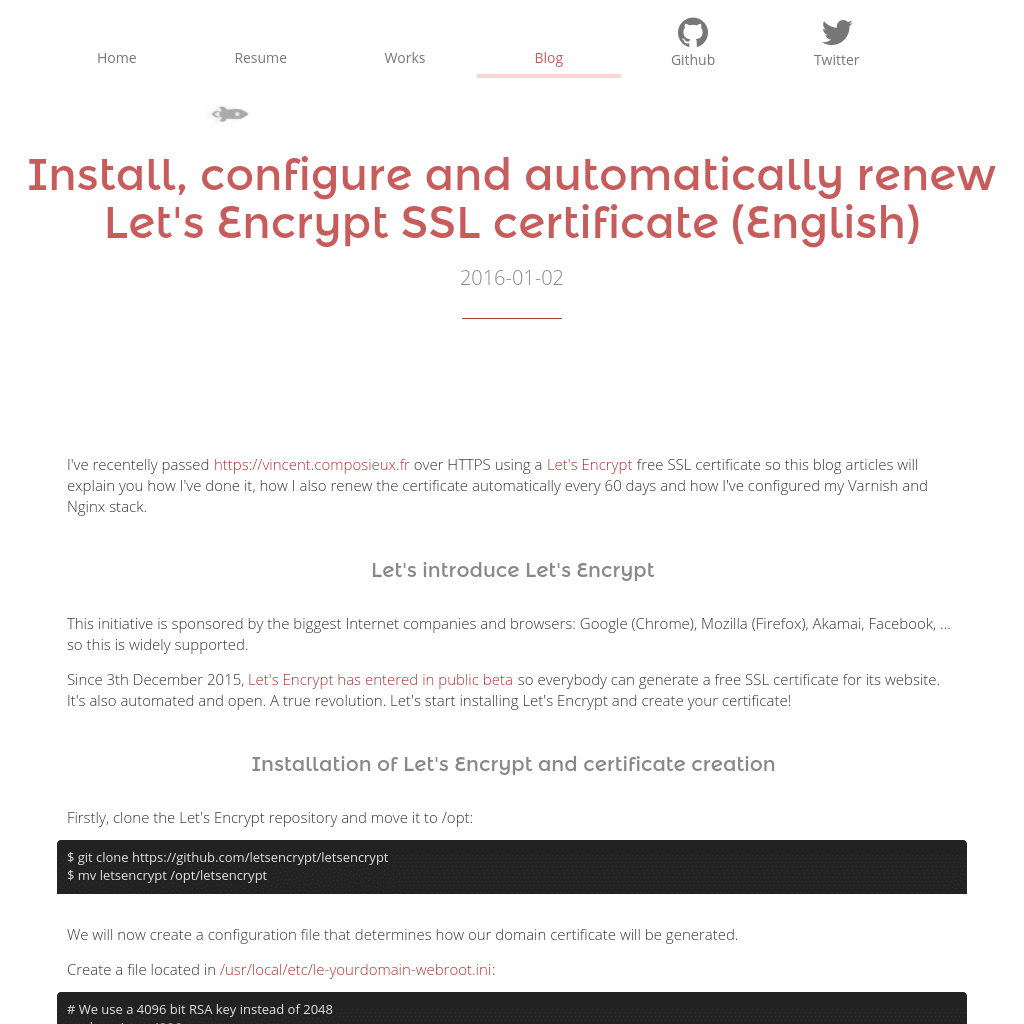 Home
Resume
Works
Blog
Github
Twitter
Install, configure and automatically renew
Let's Encrypt SSL certificate (English)
2016-01-02
I've recentelly passed https://vincent.composieux.fr over HTTPS using a Let's Encrypt free SSL certificate so this blog articles will
explain you how I've done it, how I also renew the certificate automatically every 60 days and how I've configured my Varnish and
Nginx stack.
Let's introduce Let's Encrypt
This initiative is sponsored by the biggest Internet companies and browsers: Google (Chrome), Mozilla (Firefox), Akamai, Facebook, ...
so this is widely supported.
Since 3th December 2015, Let's Encrypt has entered in public beta so everybody can generate a free SSL certificate for its website.
It's also automated and open. A true revolution. Let's start installing Let's Encrypt and create your certificate!
Installation of Let's Encrypt and certificate creation
Firstly, clone the Let's Encrypt repository and move it to /opt:
$ git clone https://github.com/letsencrypt/letsencrypt
$ mv letsencrypt /opt/letsencrypt
We will now create a configuration file that determines how our domain certificate will be generated.
Create a file located in /usr/local/etc/le-yourdomain-webroot.ini:
# We use a 4096 bit RSA key instead of 2048